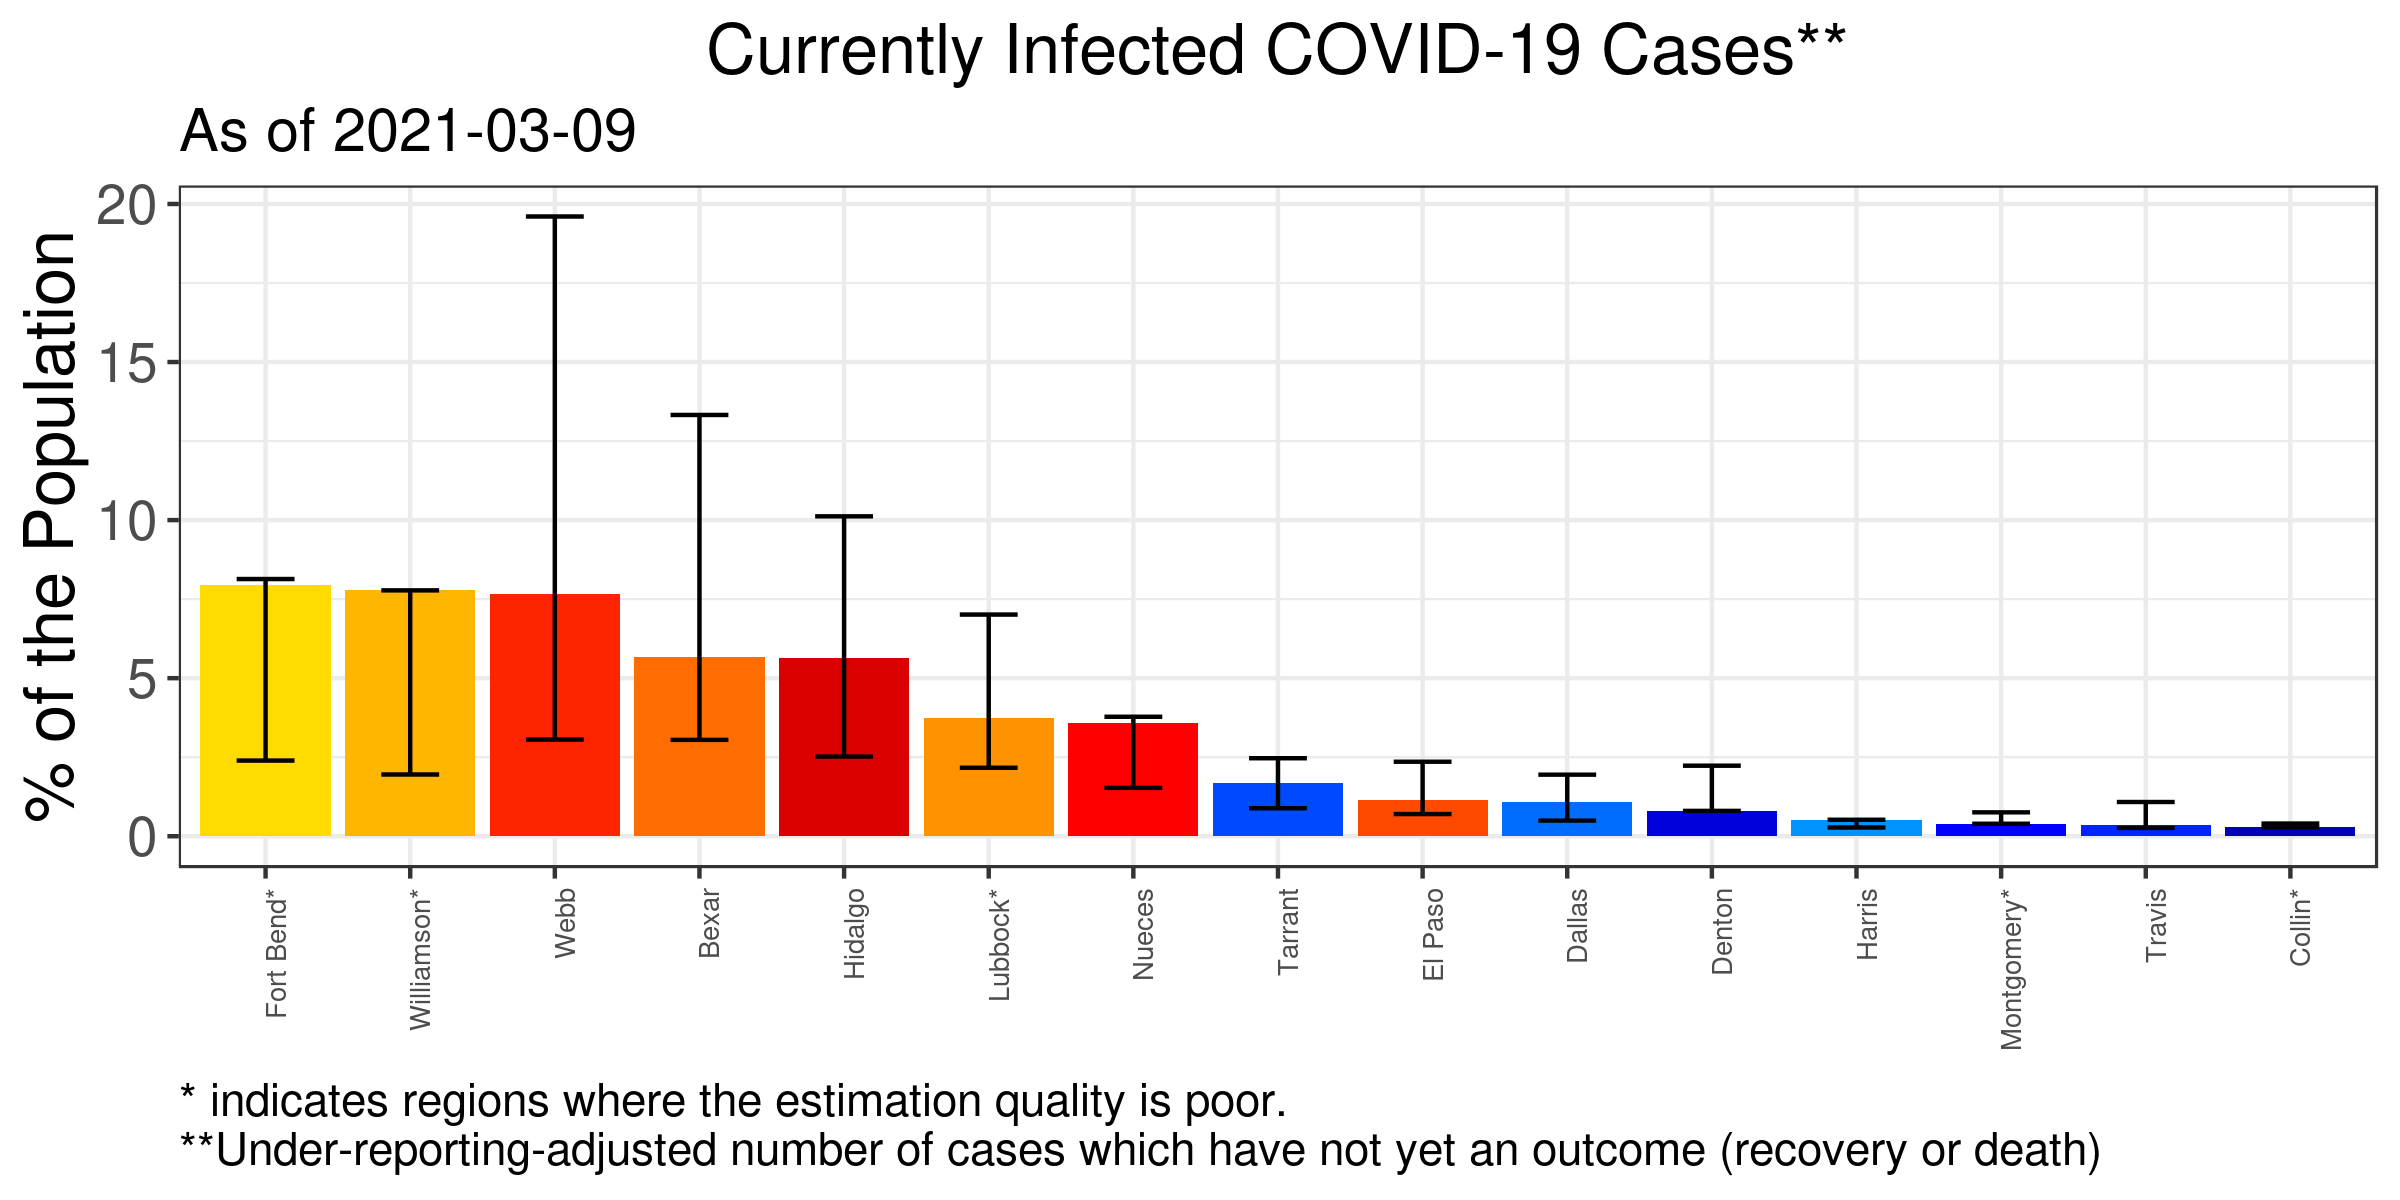 Currently Infected COVID-19 Cases**
As of 2021-03-09
% of the Population
20
15
10
5
0
Fort Bend*
Williamson*
Webb
Bexar
Hidalgo
Lubbock*
Nueces
Tarrant
El Paso
Dallas
Denton
Harris
Montgomery*
Travis
Collin*
* indicates regions where the estimation quality is poor.
**Under-reporting-adjusted number of cases which have not yet an outcome (recovery or death)